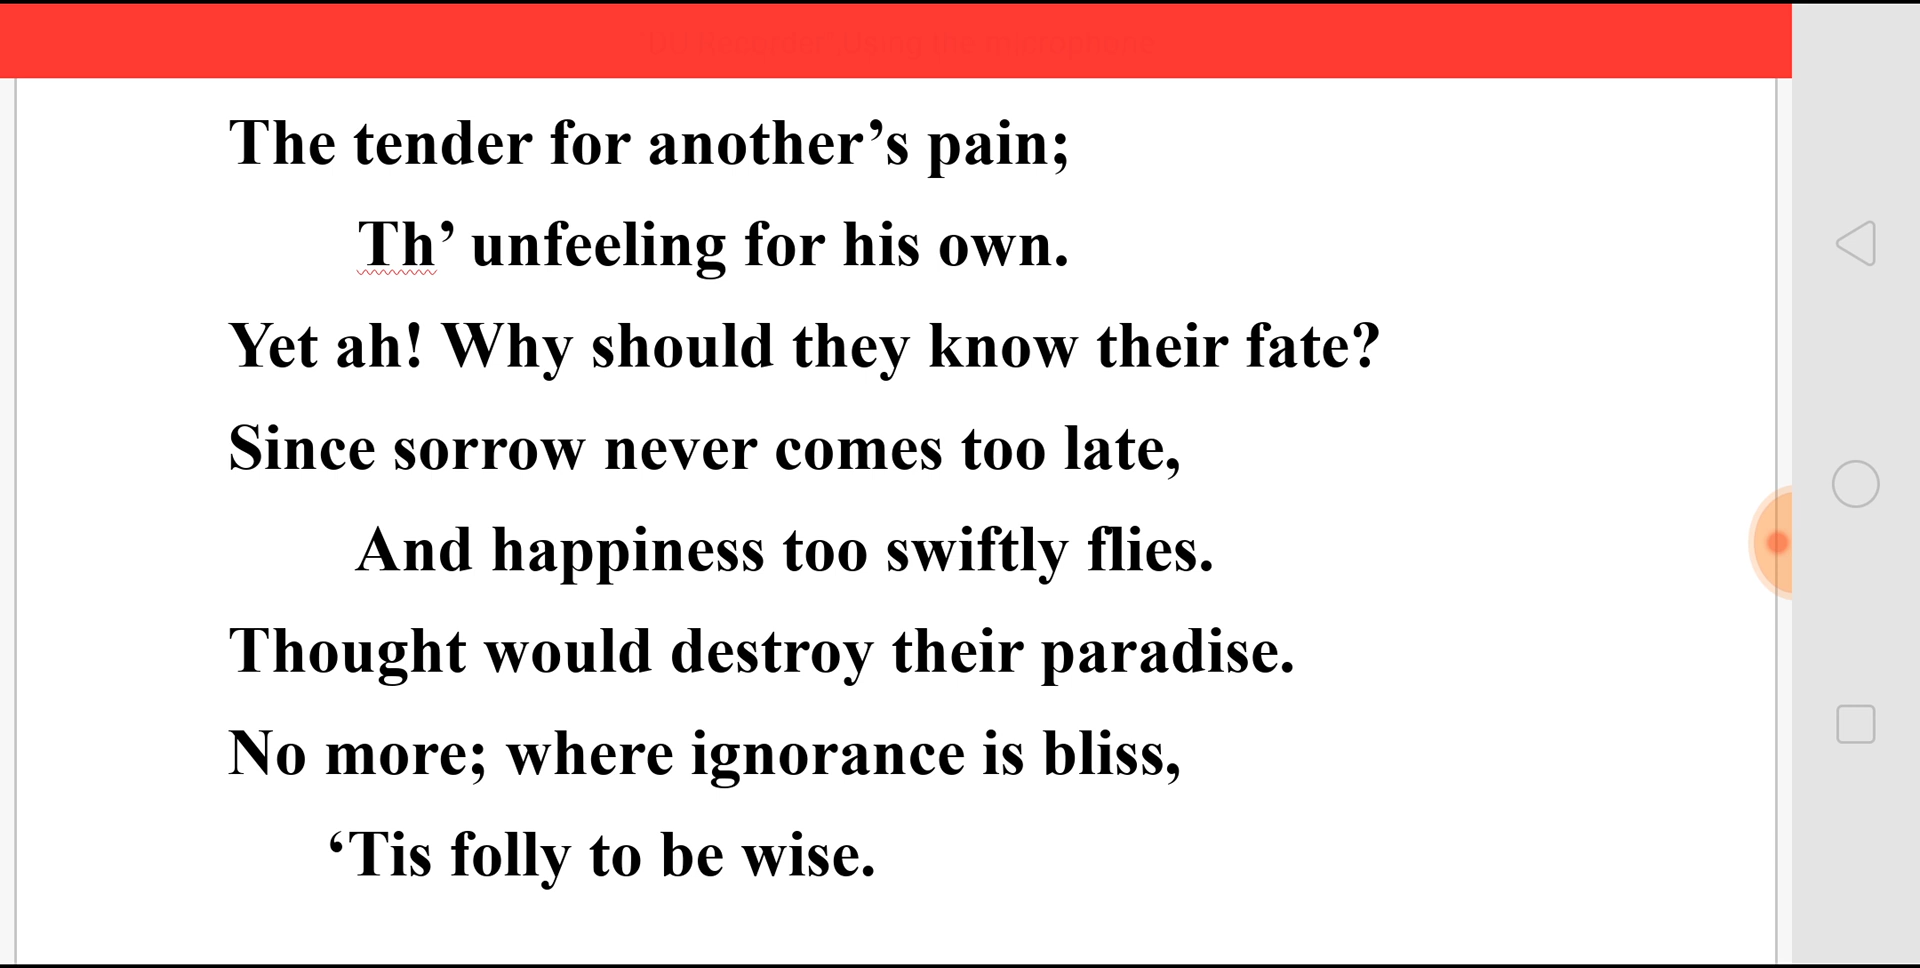 The tender for another’s pain;
Th’ unfeeling for his own.
Yet ah! Why should they know their fate?
Since sorrow never comes too late,
And happiness too swiftly flies.
Thought would destroy their paradise.
No more; where ignorance is bliss,
‘Tis folly to be wise.